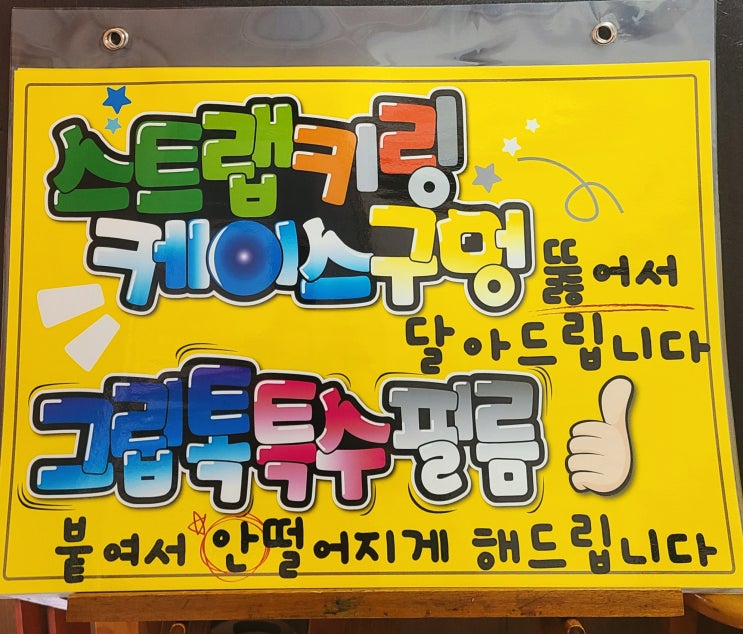 스트랩키링
케이스구멍 뚫어서
달아드립니다
그립톡특수필름
붙여서 안떨어지게 해드립니다